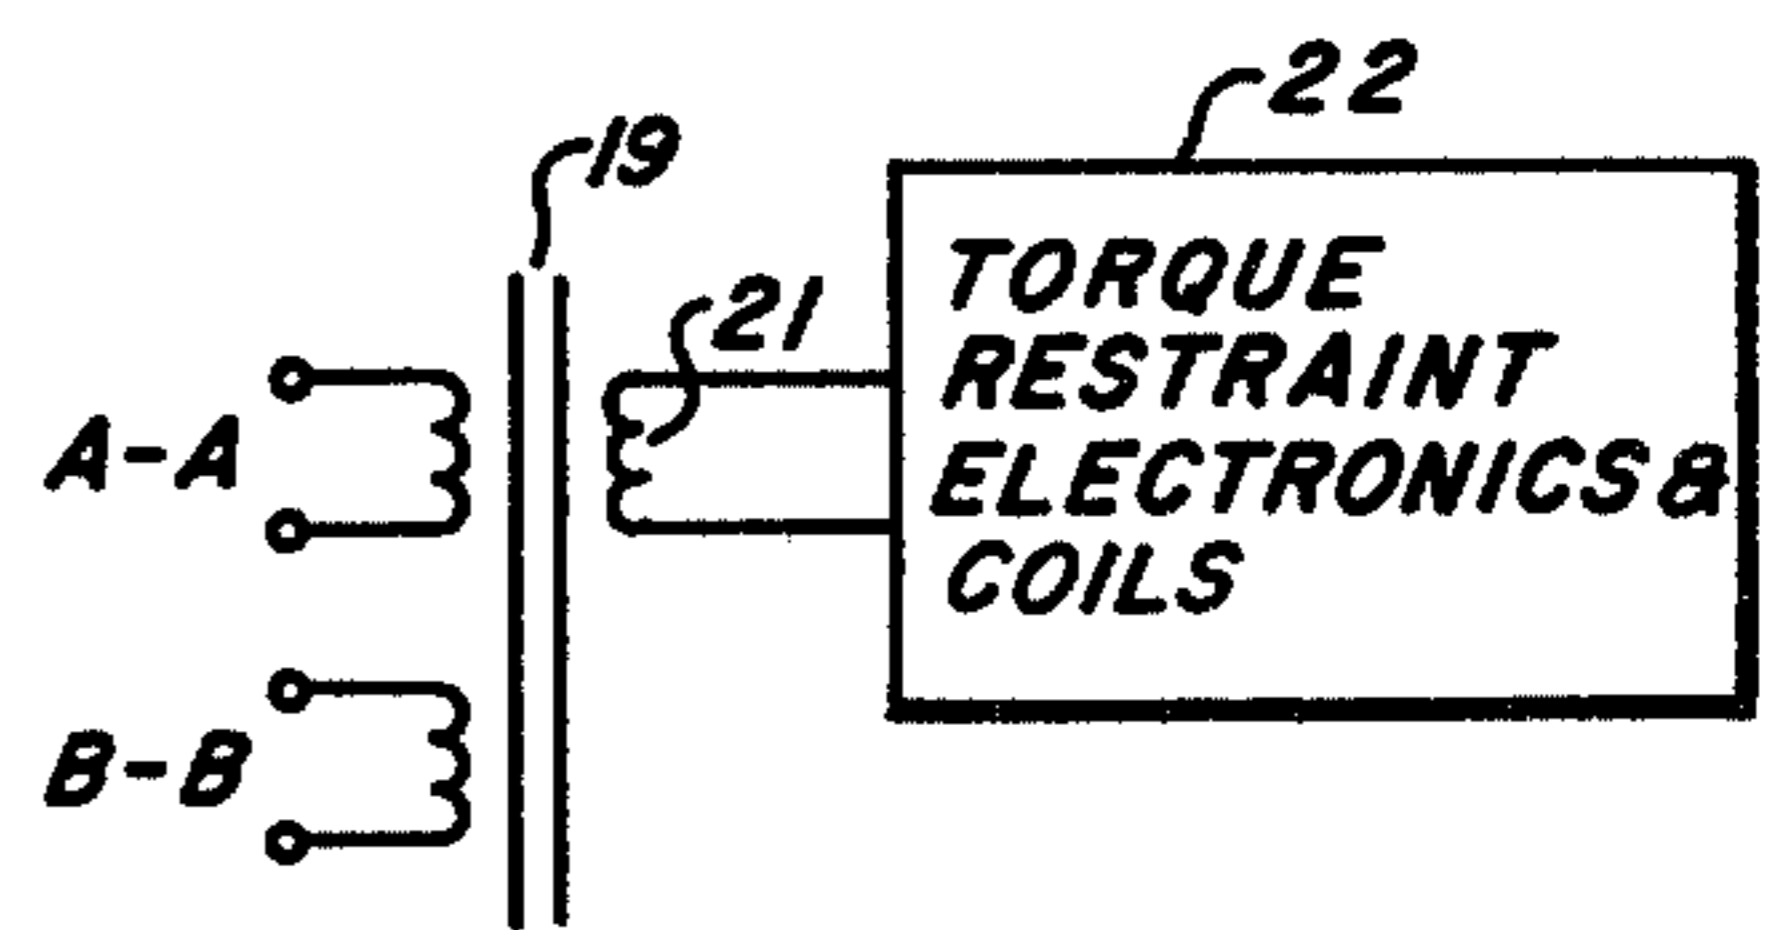 22
19
TORQUE
21
RESTRAINT
A-A
ELECTRONICS &
COILS
B-B